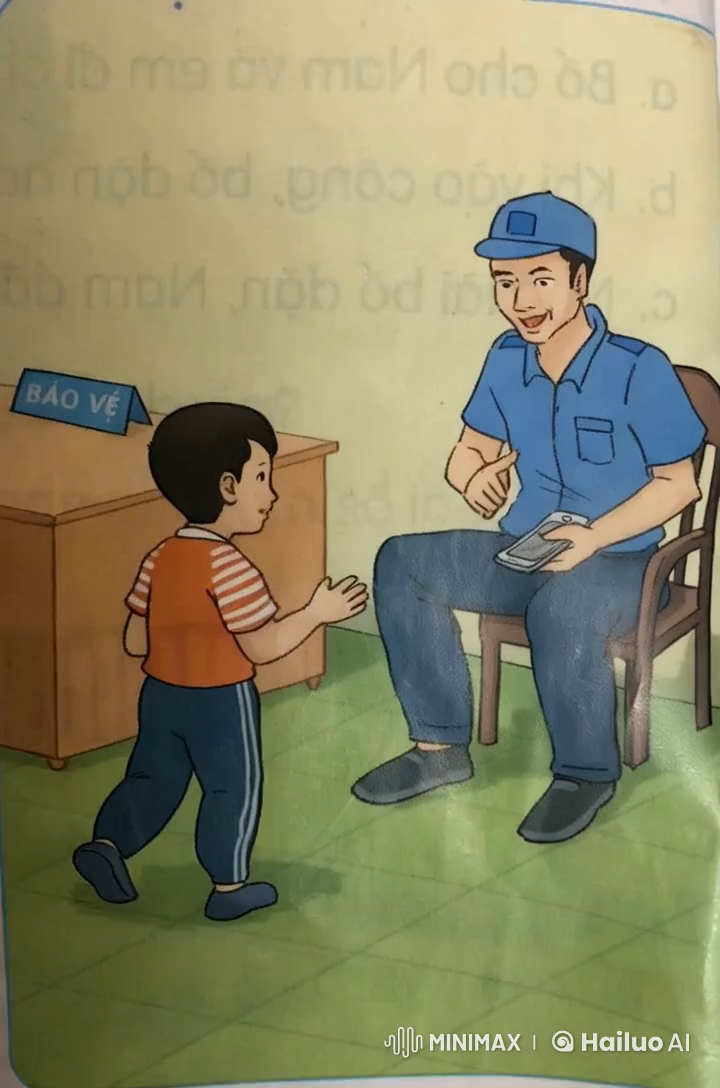 a. Bố cho Nam và em đi
b. Khi vào cổng, bố dặn
c. lời bố dặn, Nam
BẢO VỆ
MINIMAX | Hailuo AI